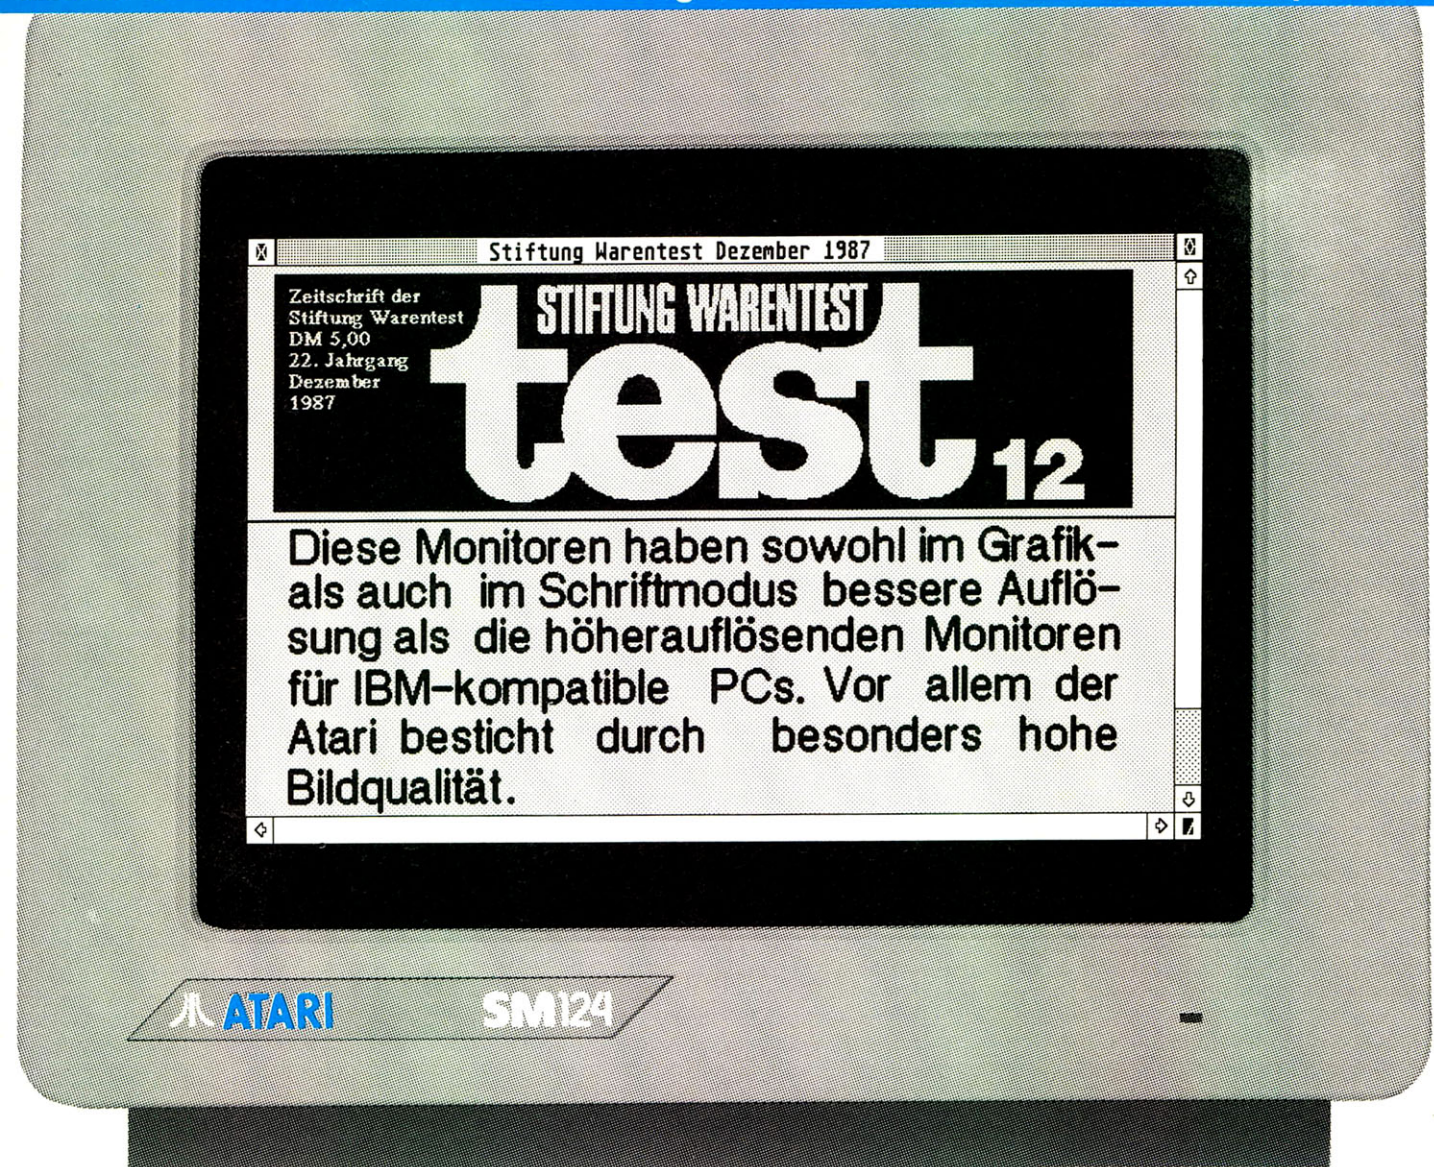 Stiftung Warentest Dezember 1987
Zeitschrift der
Stiftung Warentest
DM 5,00
22. Jahrgang
Dezember
1987
STIFTUNG WARENTEST
test 12
Diese Monitoren haben sowohl im Grafik-
als auch im Schriftmodus bessere Auflö-
sung als die höherauflösenden Monitoren
für IBM-kompatible PCs. Vor allem der
Atari besticht durch besonders hohe
Bildqualität.
ATARI SM124